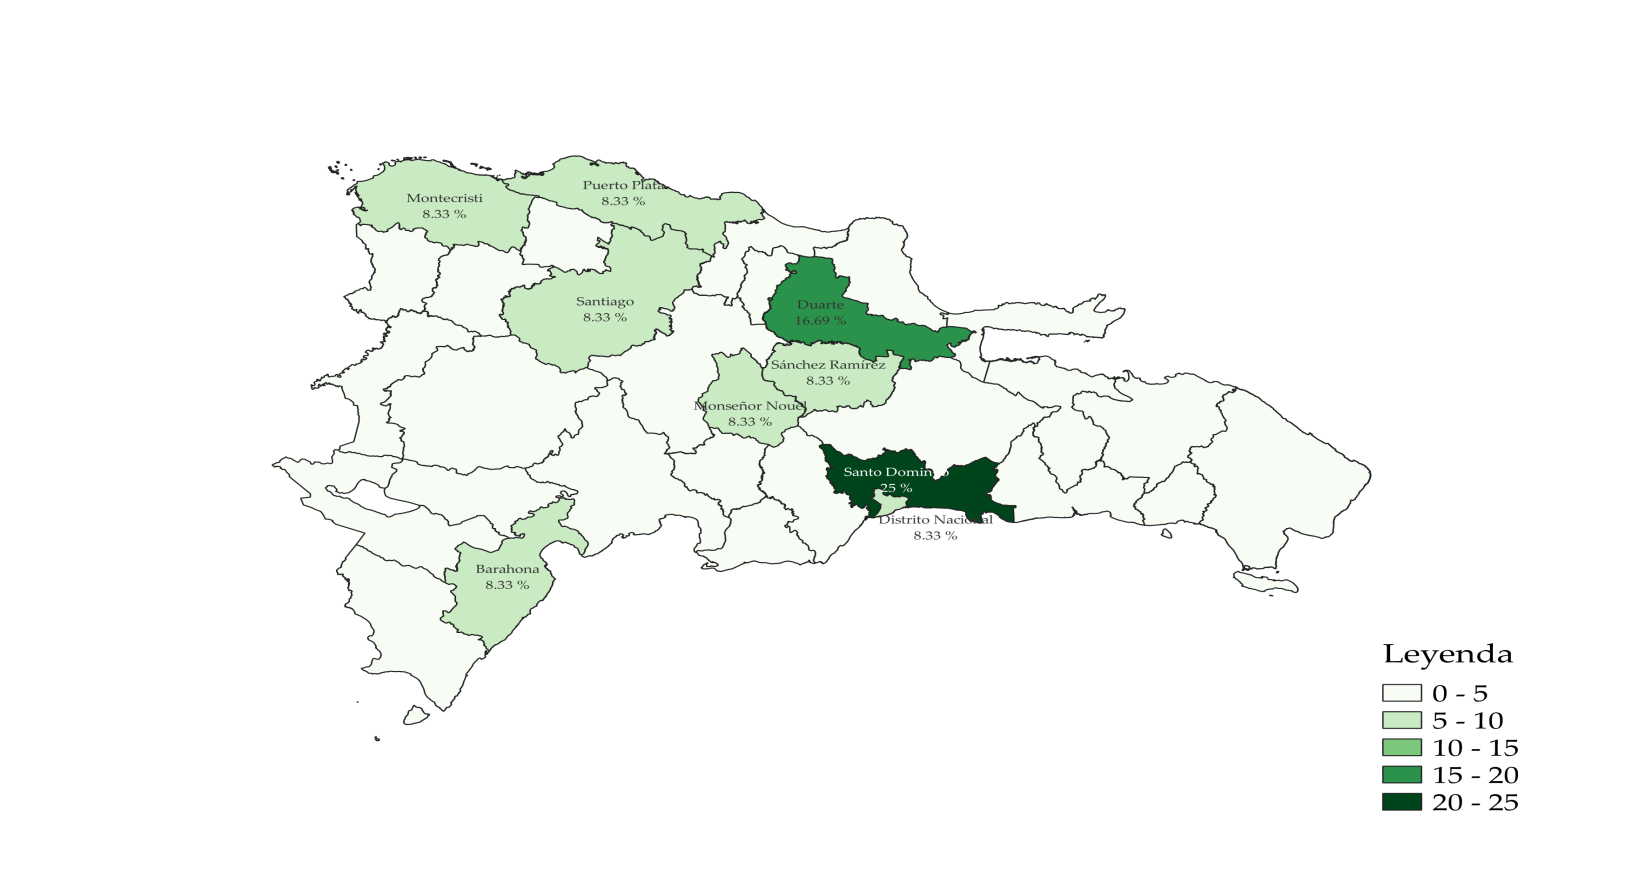 Puerto Plata
8.33 %
Montecristi
8.33 %
Santiago
8.33 %
Duarte
16.69 %
Sánchez Ramírez
8.33 %
Monseñor Nouel
8.33 %
Santo Domingo
25 %
Distrito Nacional
8.33 %
Barahona
8.33 %
Leyenda
0 - 5
5 - 10
10 - 15
15 - 20
20 - 25